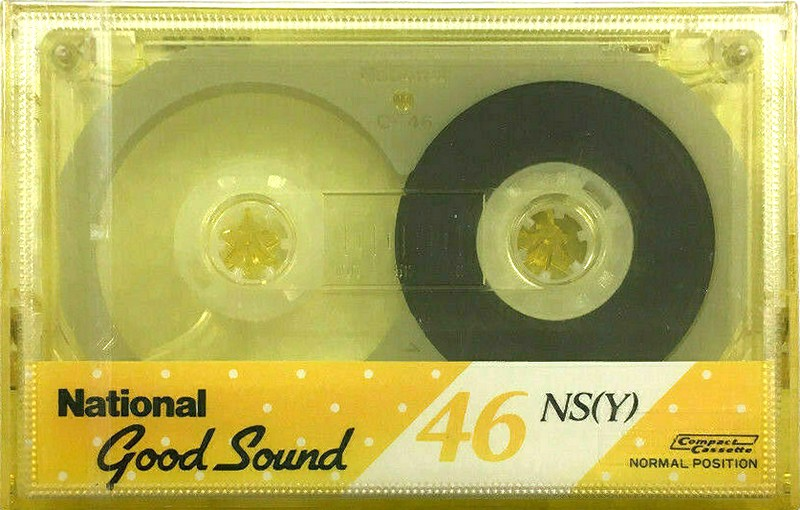 National
Good Sound
46
NS(Y)
Compact
Cassette
NORMAL POSITION